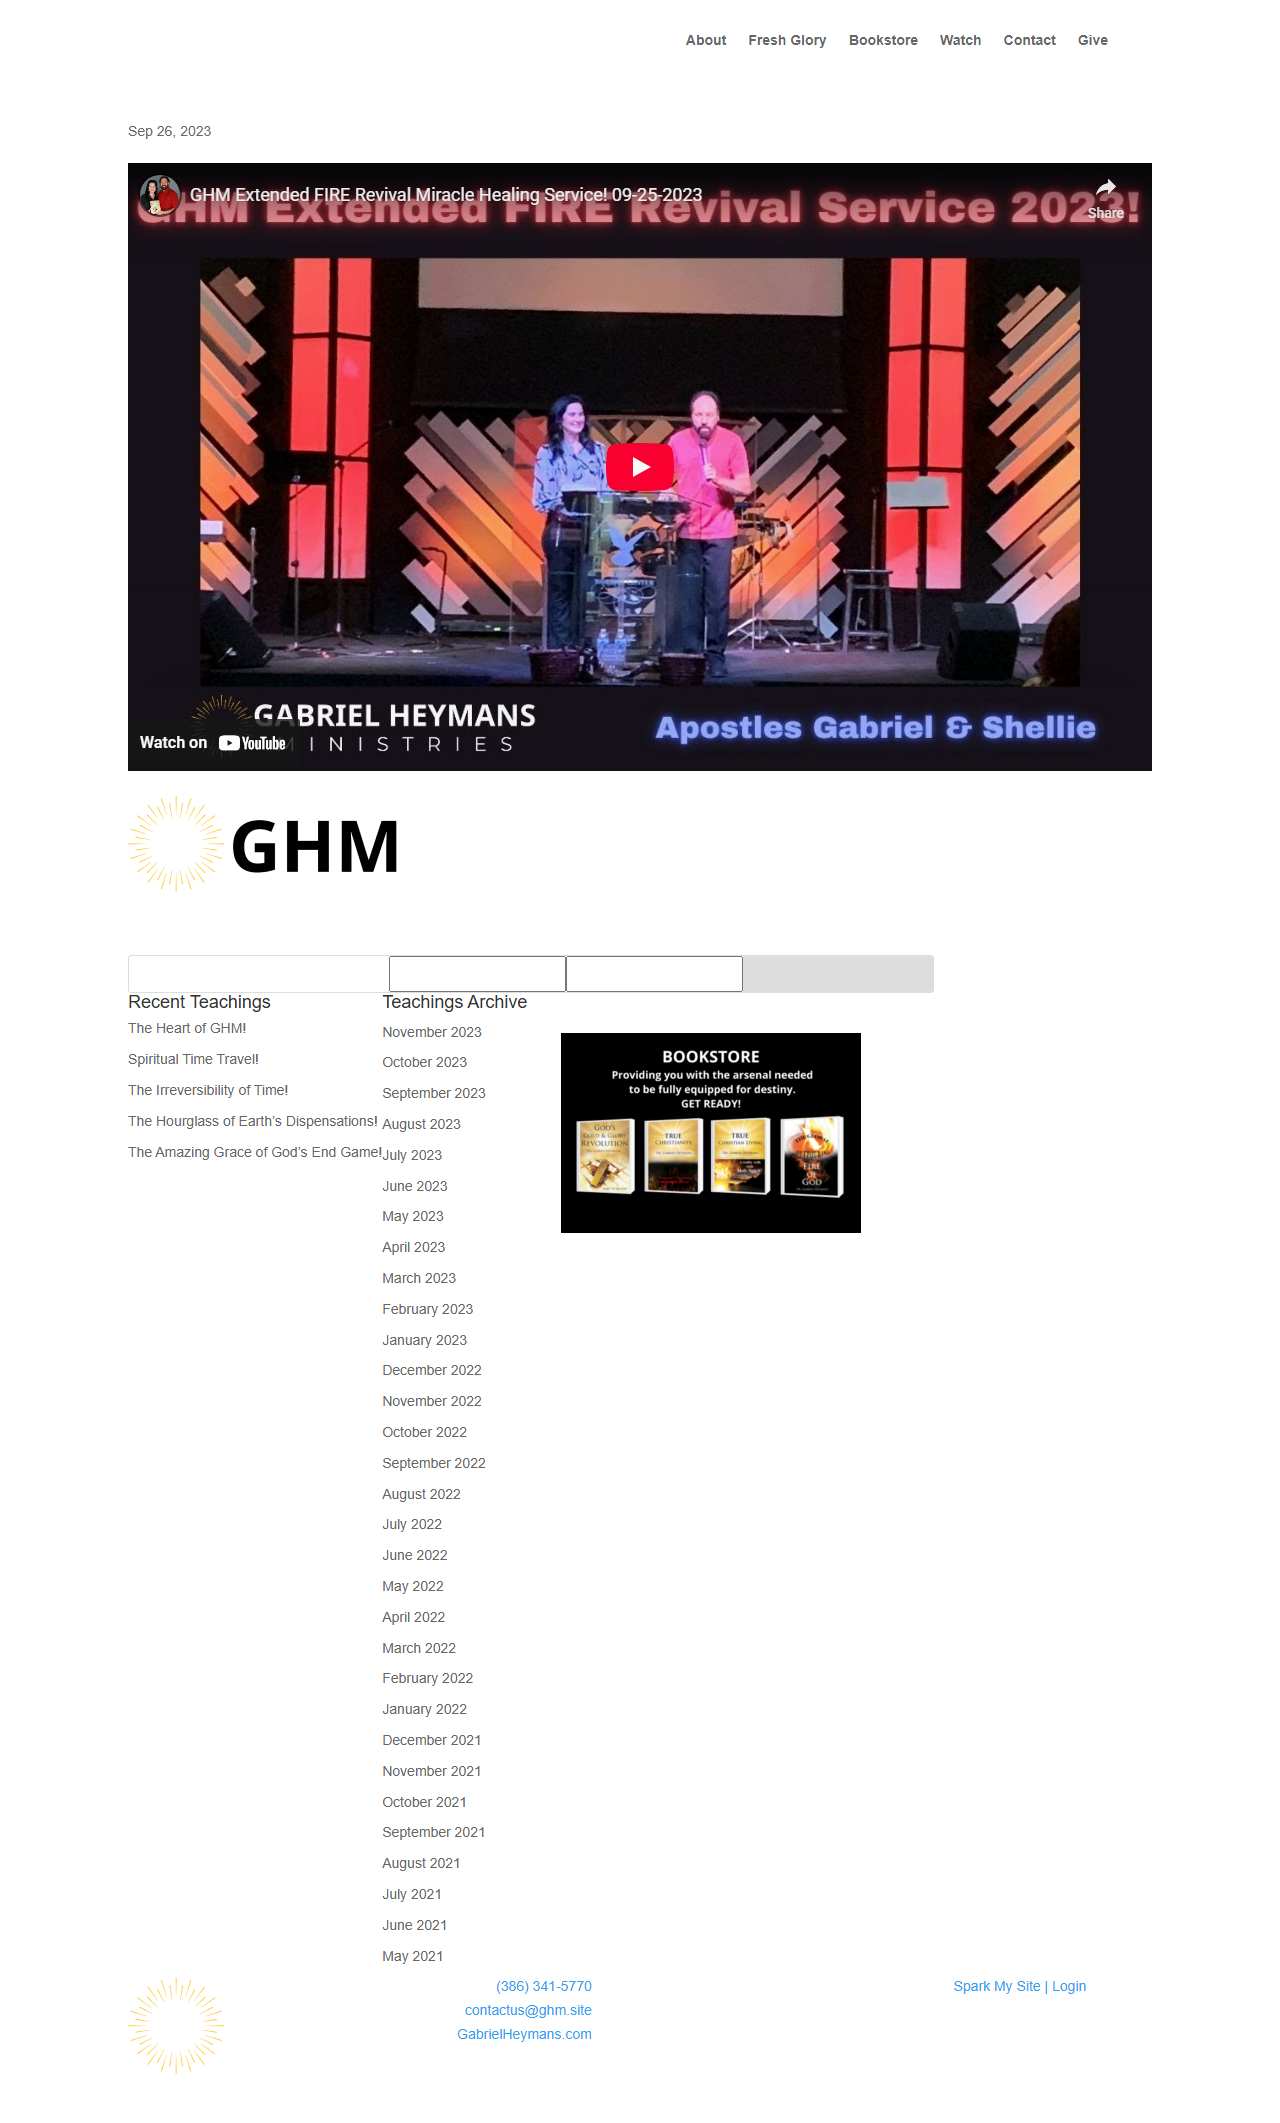 About Fresh Glory Bookstore Watch Contact Give
Sep 26, 2023
GHM Extended FIRE Revival Service 2023!
GHM Extended FIRE Revival Miracle Healing Service! 09-25-2023
Share
GABRIEL HEYMANS
MINISTRIES
Apostles Gabriel & Shellie
Watch on YouTube
GHM
Recent Teachings
The Heart of GHM!
Spiritual Time Travel!
The Irreversibility of Time!
The Hourglass of Earth’s Dispensations!
The Amazing Grace of God’s End Game!
Teachings Archive
November 2023
October 2023
September 2023
August 2023
July 2023
June 2023
May 2023
April 2023
March 2023
February 2023
January 2023
December 2022
November 2022
October 2022
September 2022
August 2022
July 2022
June 2022
May 2022
April 2022
March 2022
February 2022
January 2022
December 2021
November 2021
October 2021
September 2021
August 2021
July 2021
June 2021
May 2021
BOOKSTORE
Providing you with the arsenal needed
to be fully equipped for destiny.
GET READY!
GOD'S
GOLD & GLORY
REVOLUTION
TRUE
CHRISTIANITY
TRUE
CHRISTIAN LIVING
FIRE OF
GOD
(386) 341-5770
contactus@ghm.site
GabrielHeymans.com
Spark My Site | Login